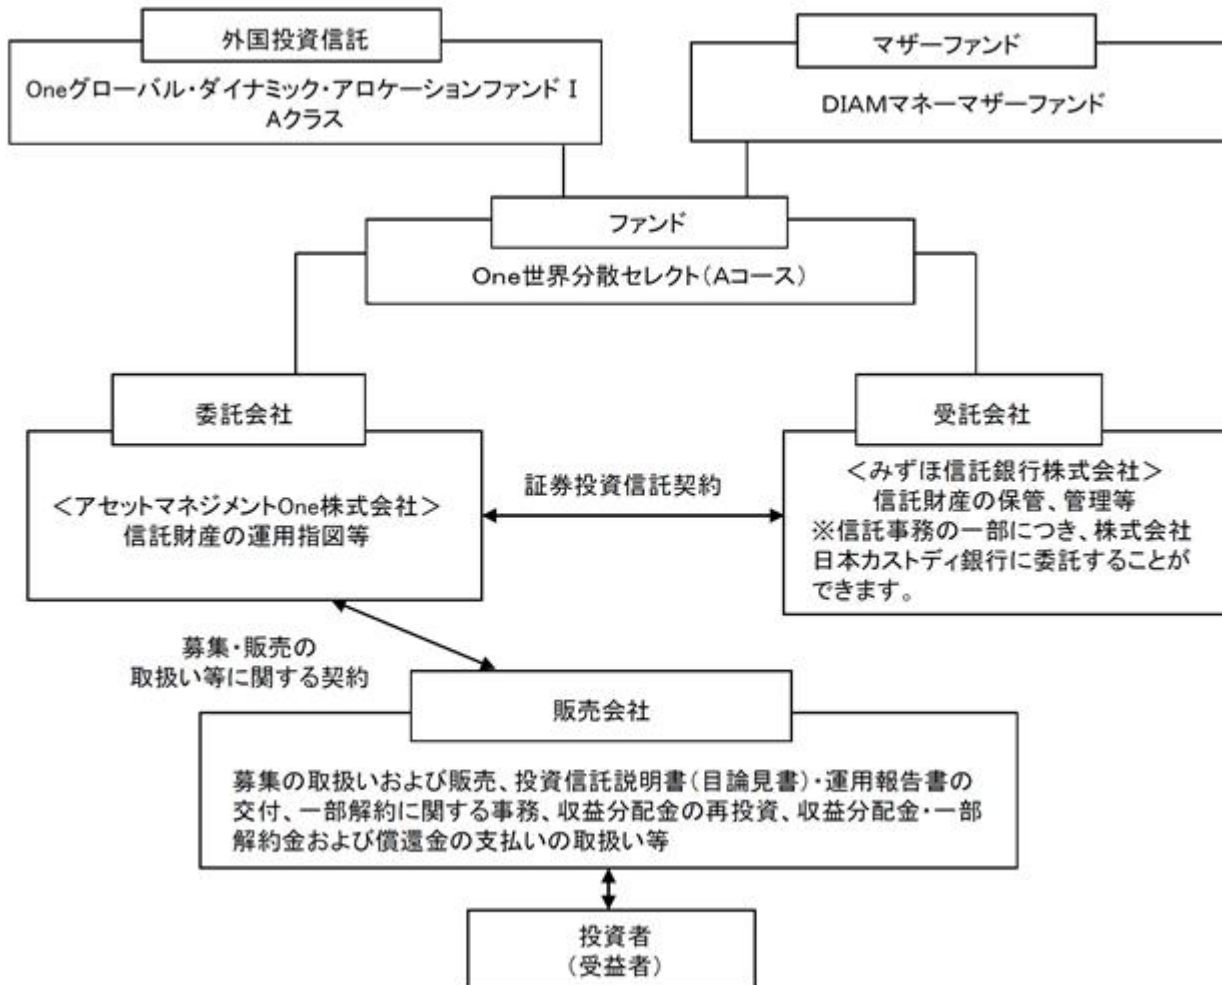 外国投資信託
Oneグローバル・ダイナミック・アロケーションファンドⅠ
Aクラス
マザーファンド
DIAMマネーマザーファンド
ファンド
One世界分散セレクト(Aコース)
委託会社
<アセットマネジメントOne株式会社>
信託財産の運用指図等
証券投資信託契約
受託会社
<みずほ信託銀行株式会社>
信託財産の保管、管理等
※信託事務の一部につき、株式会社
日本カストディ銀行に委託することが
できます。
募集・販売の
取扱い等に関する契約
販売会社
募集の取扱いおよび販売、投資信託説明書(目論見書)・運用報告書の
交付、一部解約に関する事務、収益分配金の再投資、収益分配金・一部
解約金および償還金の支払いの取扱い等
投資者
(受益者)